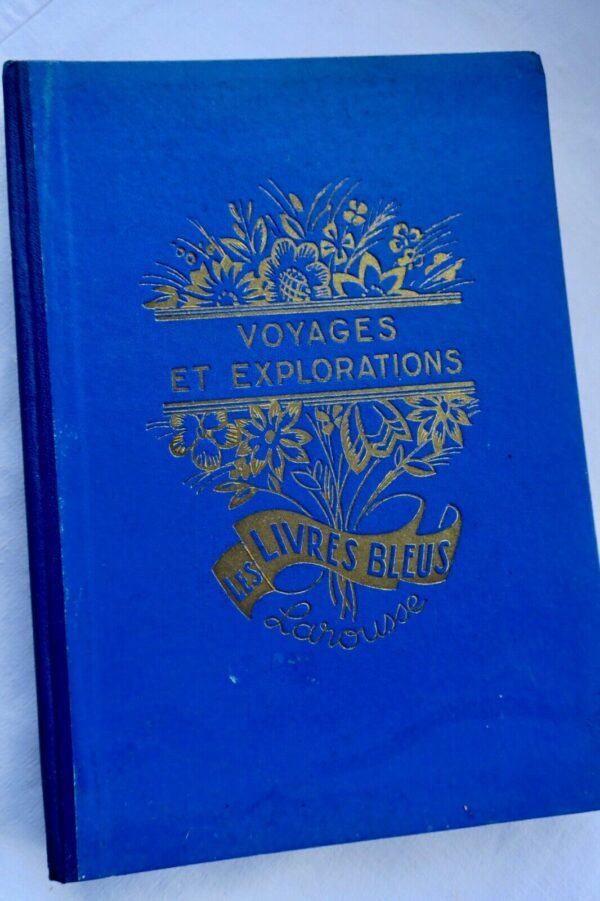 VOYAGES
ET EXPLORATIONS
LES LIVRES BLEUS
Larousse